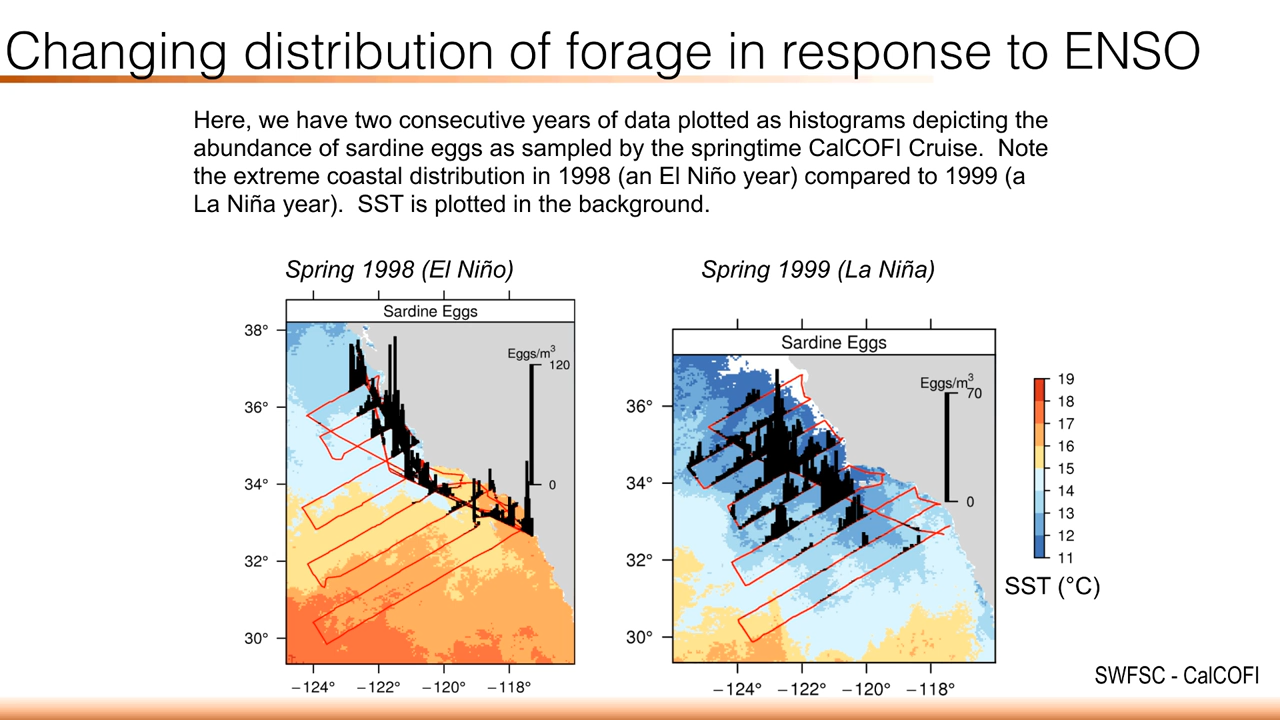 Changing distribution of forage in response to ENSO
Here, we have two consecutive years of data plotted as histograms depicting the
abundance of sardine eggs as sampled by the springtime CalCOFI Cruise.  Note
the extreme coastal distribution in 1998 (an El Niño year) compared to 1999 (a
La Niña year).  SST is plotted in the background.
Spring 1998 (El Niño)
Sardine Eggs
Eggs/m³
120
0
38°
36°
34°
32°
30°
−124° −122° −120° −118°
Spring 1999 (La Niña)
Sardine Eggs
Eggs/m³
70
0
36°
34°
32°
30°
−124° −122° −120° −118°
19
18
17
16
15
14
13
12
11
SST (°C)
SWFSC - CalCOFI